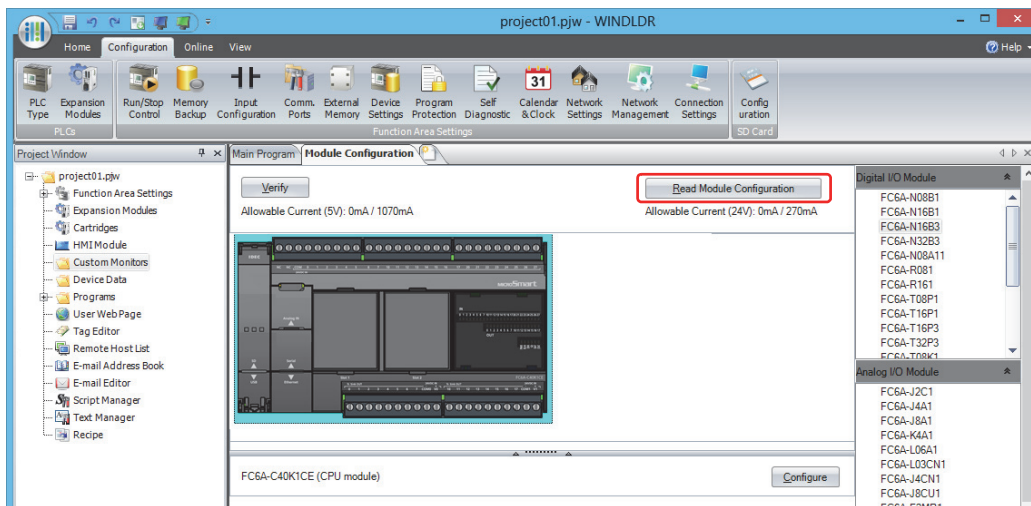 project01.pjw - WINDLDR
Home Configuration Online View
Help
PLC Type
Expansion Modules
Run/Stop Control
Memory Backup
Input Configuration
Comm. Ports
External Memory
Device Settings
Program Protection
Self Diagnostic
31
Calendar & Clock
Network Settings
Network Management
Connection Settings
Config uration
PLCs
Function Area Settings
SD Card
Project Window
project01.pjw
Function Area Settings
Expansion Modules
Cartridges
HMI Module
Custom Monitors
Device Data
Programs
User Web Page
Tag Editor
Remote Host List
E-mail Address Book
E-mail Editor
Script Manager
Text Manager
Recipe
Main Program Module Configuration
Verify
Read Module Configuration
Allowable Current (5V): 0mA / 1070mA
Allowable Current (24V): 0mA / 270mA
microSmart
FC6A-C40K1CE (CPU module)
Configure
Digital I/O Module
FC6A-N08B1
FC6A-N16B1
FC6A-N16B3
FC6A-N32B3
FC6A-N08A11
FC6A-R081
FC6A-R161
FC6A-T08P1
FC6A-T16P1
FC6A-T16P3
FC6A-T32P3
FC6A-T08K1
Analog I/O Module
FC6A-J2C1
FC6A-J4A1
FC6A-J8A1
FC6A-K4A1
FC6A-L06A1
FC6A-L03CN1
FC6A-J4CN1
FC6A-J8CU1